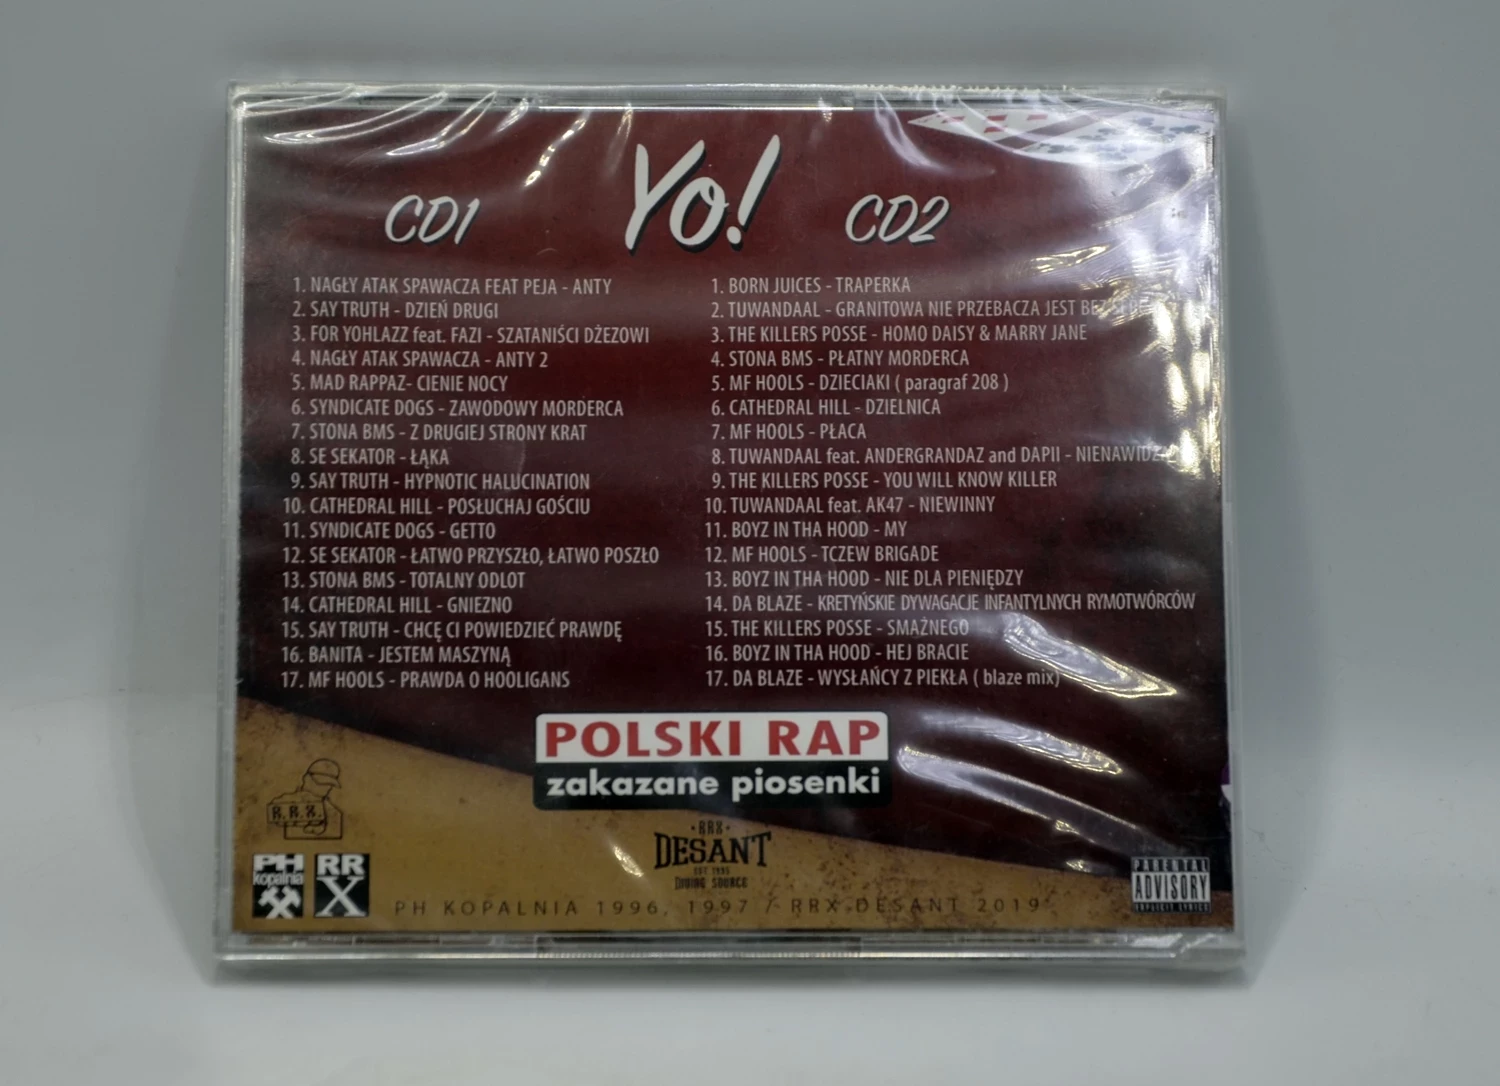 Yo!
CD1
1. NAGŁY ATAK SPAWACZA FEAT PEJA - ANTY
2. SAY TRUTH - DZIEŃ DRUGI
3. FOR YOHLAZZ feat. FAZI - SZATANIŚCI DŻEZOWI
4. NAGŁY ATAK SPAWACZA - ANTY 2
5. MAD RAPPAZ- CIENIE NOCY
6. SYNDICATE DOGS - ZAWODOWY MORDERCA
7. STONA BMS - Z DRUGIEJ STRONY KRAT
8. SE SEKATOR - ŁĄKA
9. SAY TRUTH - HYPNOTIC HALUCINATION
10. CATHEDRAL HILL - POSŁUCHAJ GOŚCIU
11. SYNDICATE DOGS - GETTO
12. SE SEKATOR - ŁATWO PRZYSZŁO, ŁATWO POSZŁO
13. STONA BMS - TOTALNY ODLOT
14. CATHEDRAL HILL - GNIEZNO
15. SAY TRUTH - CHCĘ CI POWIEDZIEĆ PRAWDĘ
16. BANITA - JESTEM MASZYNĄ
17. MF HOOLS - PRAWDA O HOOLIGANS
CD2
1. BORN JUICES - TRAPERKA
2. TUWANDAAL - GRANITOWA NIE PRZEBACZA JEST
3. THE KILLERS POSSE - HOMO DAISY & MARRY JANE
4. STONA BMS - PŁATNY MORDERCA
5. MF HOOLS - DZIECIAKI ( paragraf 208 )
6. CATHEDRAL HILL - DZIELNICA
7. MF HOOLS - PŁACA
8. TUWANDAAL feat. ANDERGRANDAZ and DAPII -
9. THE KILLERS POSSE - YOU WILL KNOW KILLER
10. TUWANDAAL feat. AK47 - NIEWINNY
11. BOYZ IN THA HOOD - MY
12. MF HOOLS - TCZEW BRIGADE
13. BOYZ IN THA HOOD - NIE DLA PIENIĘDZY
14. DA BLAZE - KRETYŃSKIE DYWAGACJE INFANTYLNYCH RYMOTWÓRCÓW
15. THE KILLERS POSSE - SMAŻNEGO
16. BOYZ IN THA HOOD - HEJ BRACIE
17. DA BLAZE - WYSŁAŃCY Z PIEKŁA ( blaze mix)
POLSKI RAP
zakazane piosenki
R.R.X.
PH
kopalnia
RR
X
·RRX·
DESANT
EST 1995
DIVING SOURCE
PH KOPALNIA 1996, 1997 / RRX DESANT 2019
PARENTAL
ADVISORY
EXPLICIT LYRICS